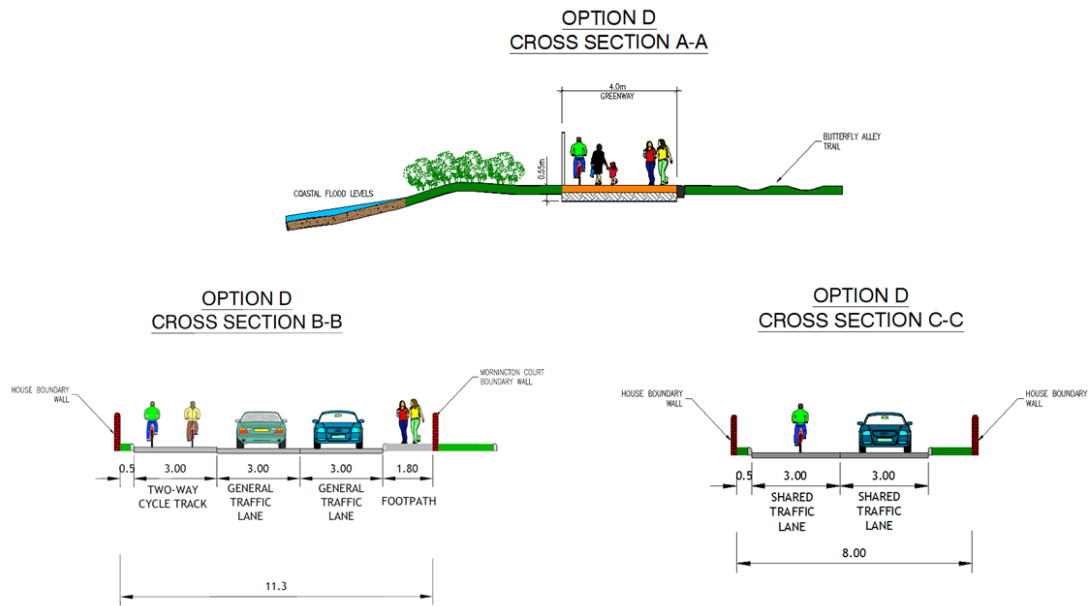 OPTION D
CROSS SECTION A-A
4.0m
GREENWAY
0.55m
BUTTERFLY ALLEY
TRAIL
COASTAL FLOOD LEVELS
OPTION D
CROSS SECTION B-B
HOUSE BOUNDARY
WALL
MORNINGTON COURT
BOUNDARY WALL
0.5 3.00 3.00 3.00 1.80
TWO-WAY
CYCLE TRACK
GENERAL
TRAFFIC
LANE
GENERAL
TRAFFIC
LANE
FOOTPATH
11.3
OPTION D
CROSS SECTION C-C
HOUSE BOUNDARY
WALL
HOUSE BOUNDARY
WALL
0.5 3.00 3.00
SHARED
TRAFFIC
LANE
SHARED
TRAFFIC
LANE
8.00